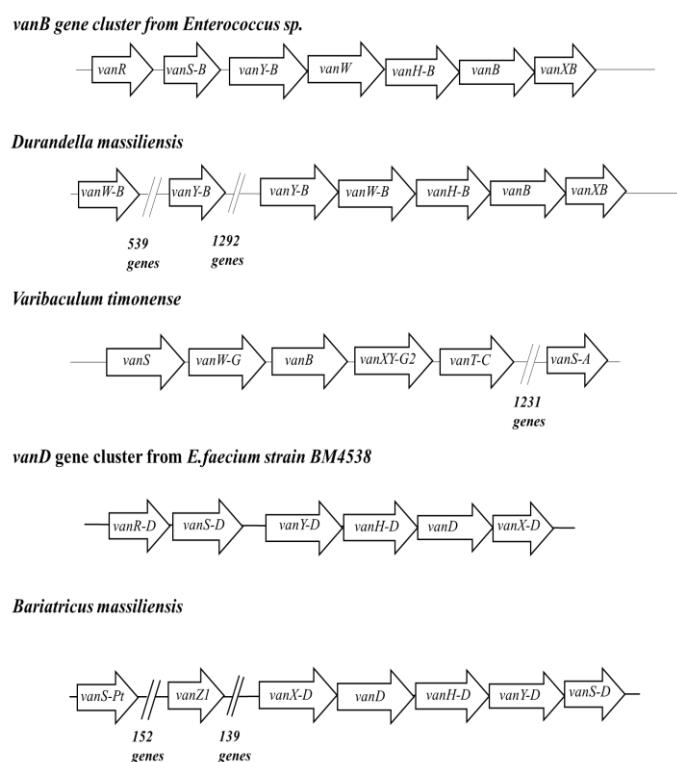 vanB gene cluster from Enterococcus sp.
vanR vanS-B vanY-B vanW vanH-B vanB vanXB
Durandella massiliensis
vanW-B vanY-B vanY-B vanW-B vanH-B vanB vanXB
539 genes 1292 genes
Varibaculum timonense
vanS vanW-G vanB vanXY-G2 vanT-C vanS-A
1231 genes
vanD gene cluster from E.faecium strain BM4538
vanR-D vanS-D vanY-D vanH-D vanD vanX-D
Bariatricus massiliensis
vanS-Pt vanZ1 vanX-D vanD vanH-D vanY-D vanS-D
152 genes 139 genes